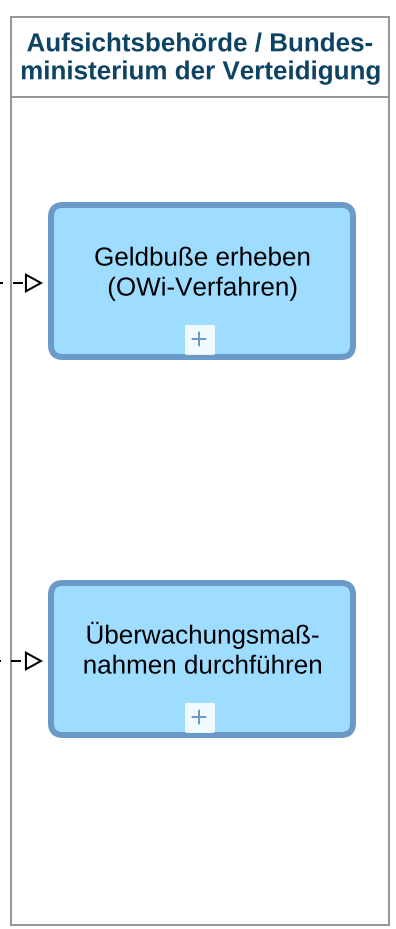 Aufsichtsbehörde / Bundes-
ministerium der Verteidigung
Geldbuße erheben
(OWi-Verfahren)
Überwachungsmaß-
nahmen durchführen